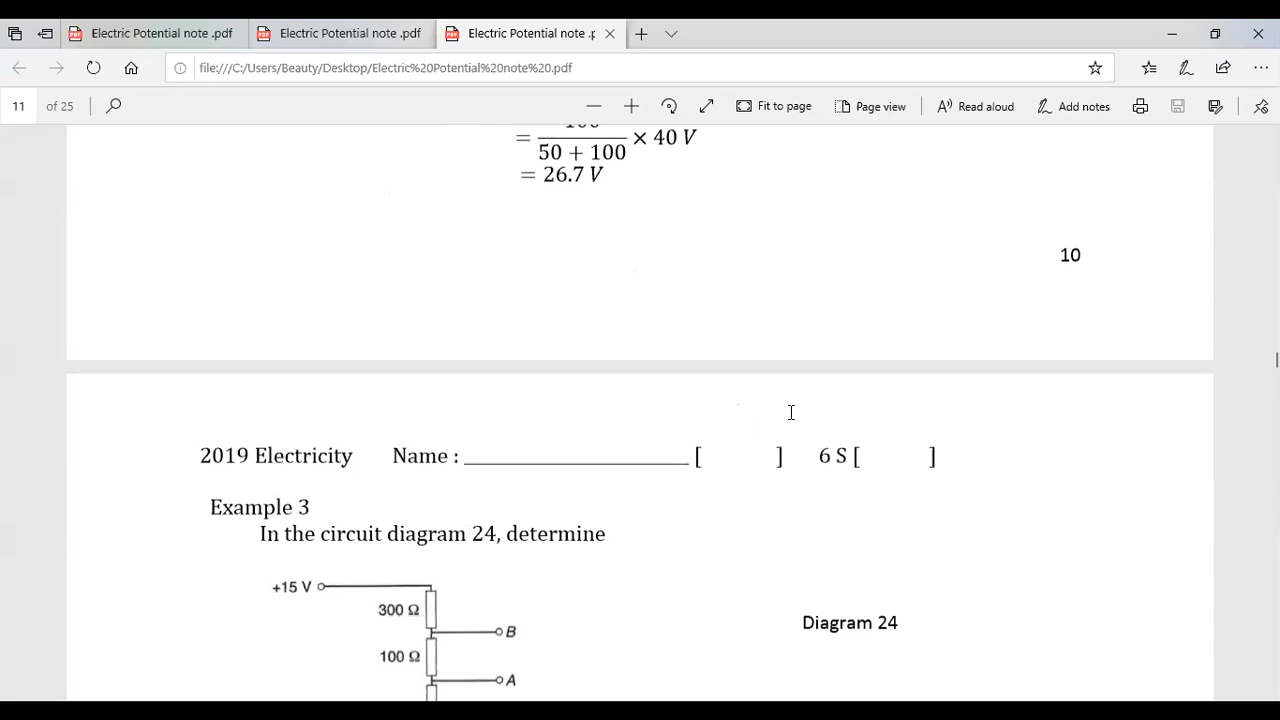 Electric Potential note .pdf
Electric Potential note .pdf
Electric Potential note .p
file:///C:/Users/Beauty/Desktop/Electric%20Potential%20note%20.pdf
11 of 25
Fit to page
Page view
Read aloud
Add notes
= 100/50 + 100 × 40 V
= 26.7 V
10
2019 Electricity Name : ______________________ [ ] 6 S [ ]
Example 3
In the circuit diagram 24, determine
+15 V
300 Ω
B
Diagram 24
100 Ω
A